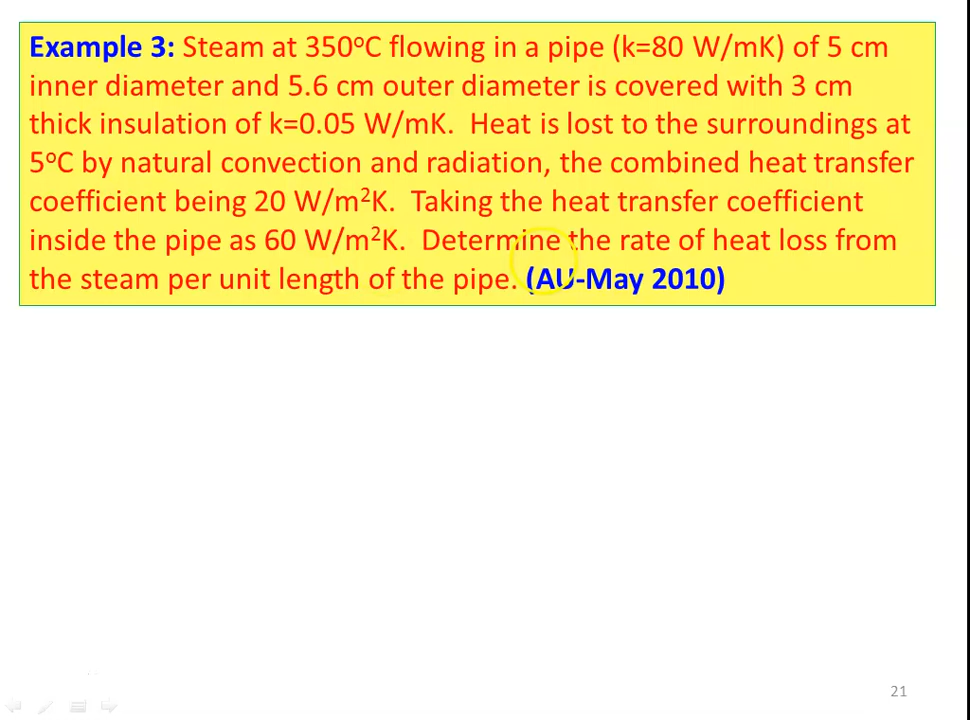 Example 3: Steam at 350°C flowing in a pipe (k=80 W/mK) of 5 cm
inner diameter and 5.6 cm outer diameter is covered with 3 cm
thick insulation of k=0.05 W/mK. Heat is lost to the surroundings at
5°C by natural convection and radiation, the combined heat transfer
coefficient being 20 W/m²K. Taking the heat transfer coefficient
inside the pipe as 60 W/m²K. Determine the rate of heat loss from
the steam per unit length of the pipe. (AU-May 2010)
21